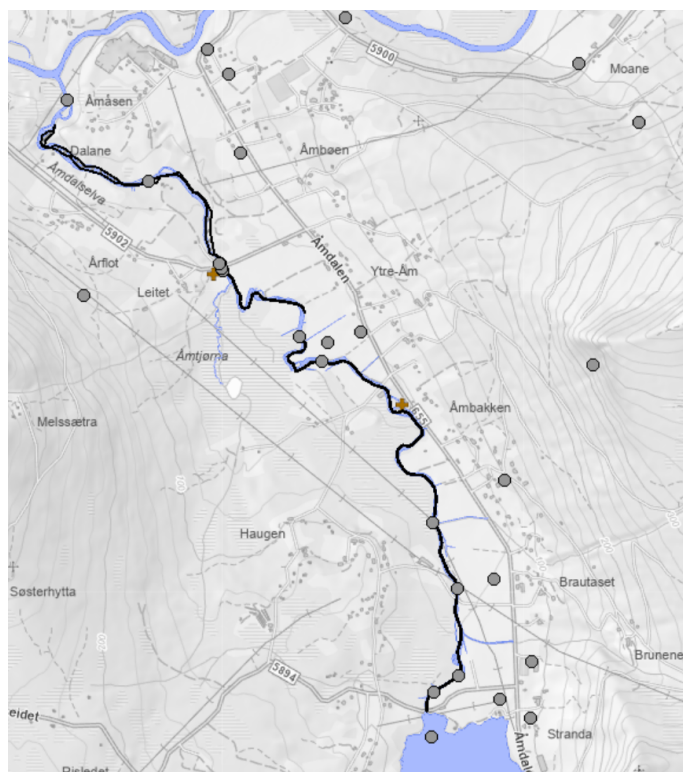 5900
Moane
Åmåsen
Dalane
Åmbøen
Åmdalselva
5902
Åmdalen
Årflot
Leitet
Ytre-Åm
Åmtjørna
Melssætra
Åmbakken
655
Haugen
Søsterhytta
Brautaset
Brunene
5894
eidet
Stranda
Åmdalen
Risledet